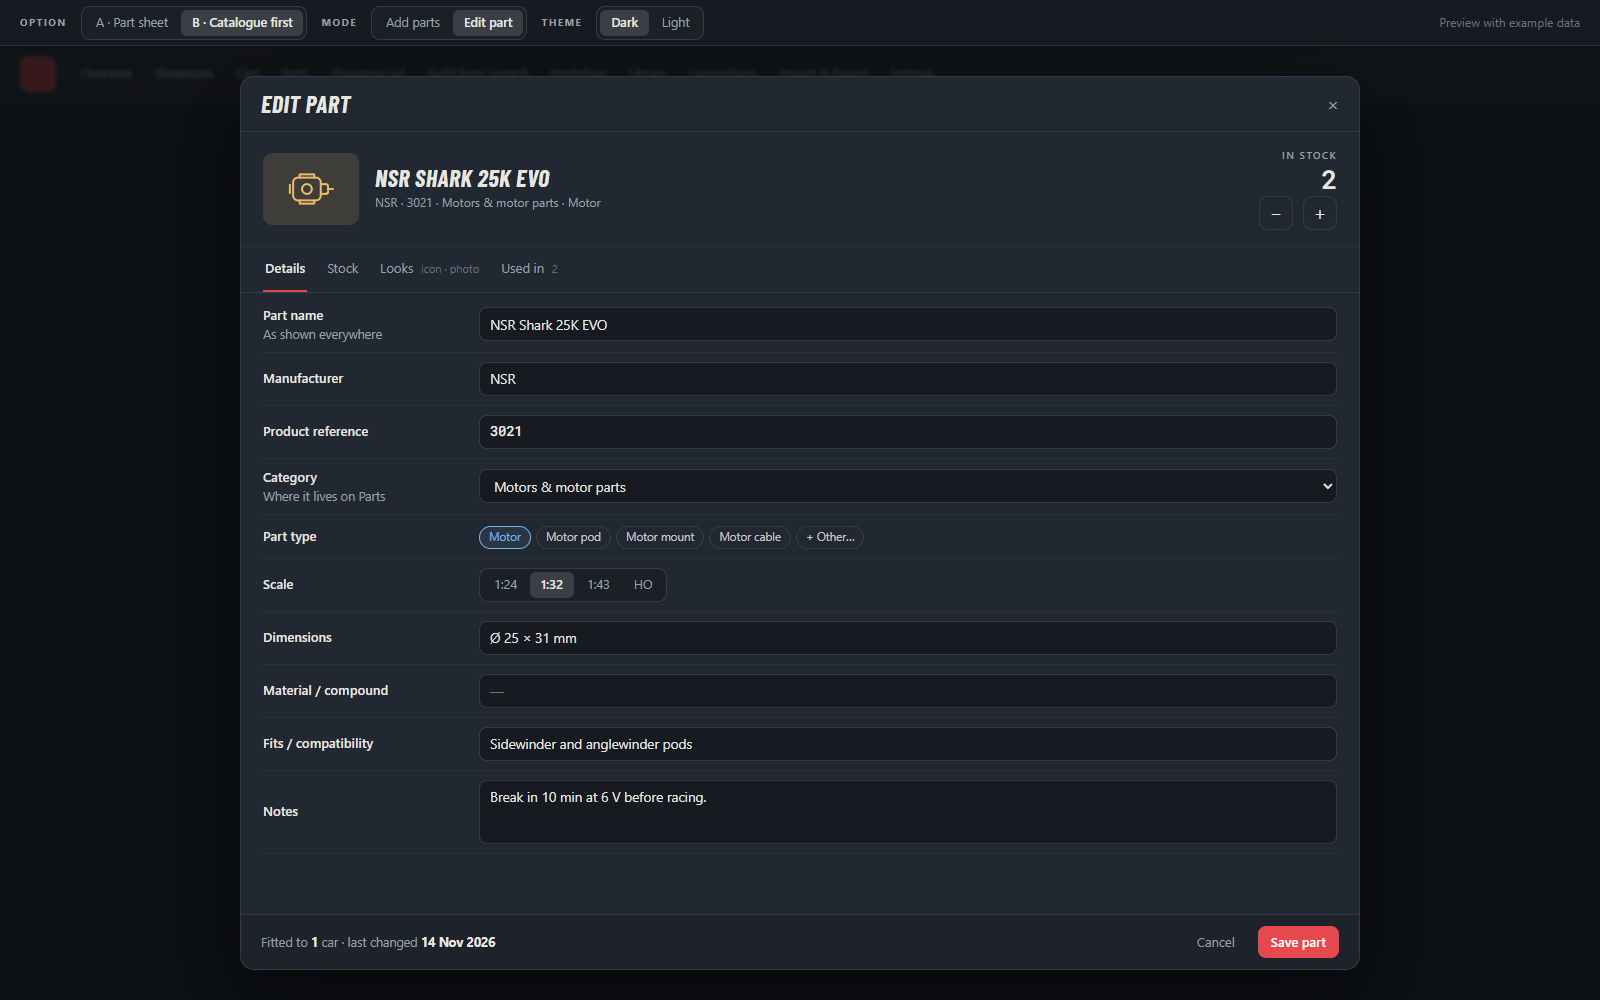 OPTION A · Part sheet B · Catalogue first MODE Add parts Edit part THEME Dark Light Preview with example data
EDIT PART ×
NSR SHARK 25K EVO
NSR · 3021 · Motors & motor parts · Motor
IN STOCK
2
− +
Details Stock Looks icon · photo Used in 2
Part name
As shown everywhere
NSR Shark 25K EVO
Manufacturer
NSR
Product reference
3021
Category
Where it lives on Parts
Motors & motor parts
Part type
Motor Motor pod Motor mount Motor cable + Other...
Scale
1:24 1:32 1:43 HO
Dimensions
Ø 25 × 31 mm
Material / compound
—
Fits / compatibility
Sidewinder and anglewinder pods
Notes
Break in 10 min at 6 V before racing.
Fitted to 1 car · last changed 14 Nov 2026
Cancel Save part